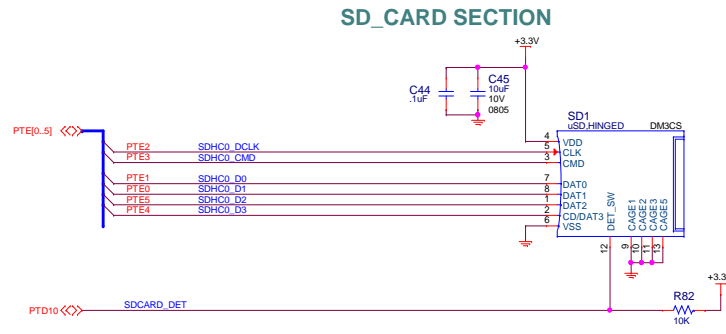 SD_CARD SECTION
+3.3V
C44
.1uF
C45
10uF
10V
0805
SD1
uSD,HINGED DM3CS
PTE[0..5]
4 VDD
PTE2 SDHC0_DCLK 5 CLK
PTE3 SDHC0_CMD 3 CMD
PTE1 SDHC0_D0 7 DAT0
PTE0 SDHC0_D1 8 DAT1
PTE5 SDHC0_D2 1 DAT2
PTE4 SDHC0_D3 2 CD/DAT3
6 VSS
DET_SW CAGE1 CAGE2 CAGE3 CAGE5
12 9 10 11 13
+3.3
PTD10 SDCARD_DET R82
10K